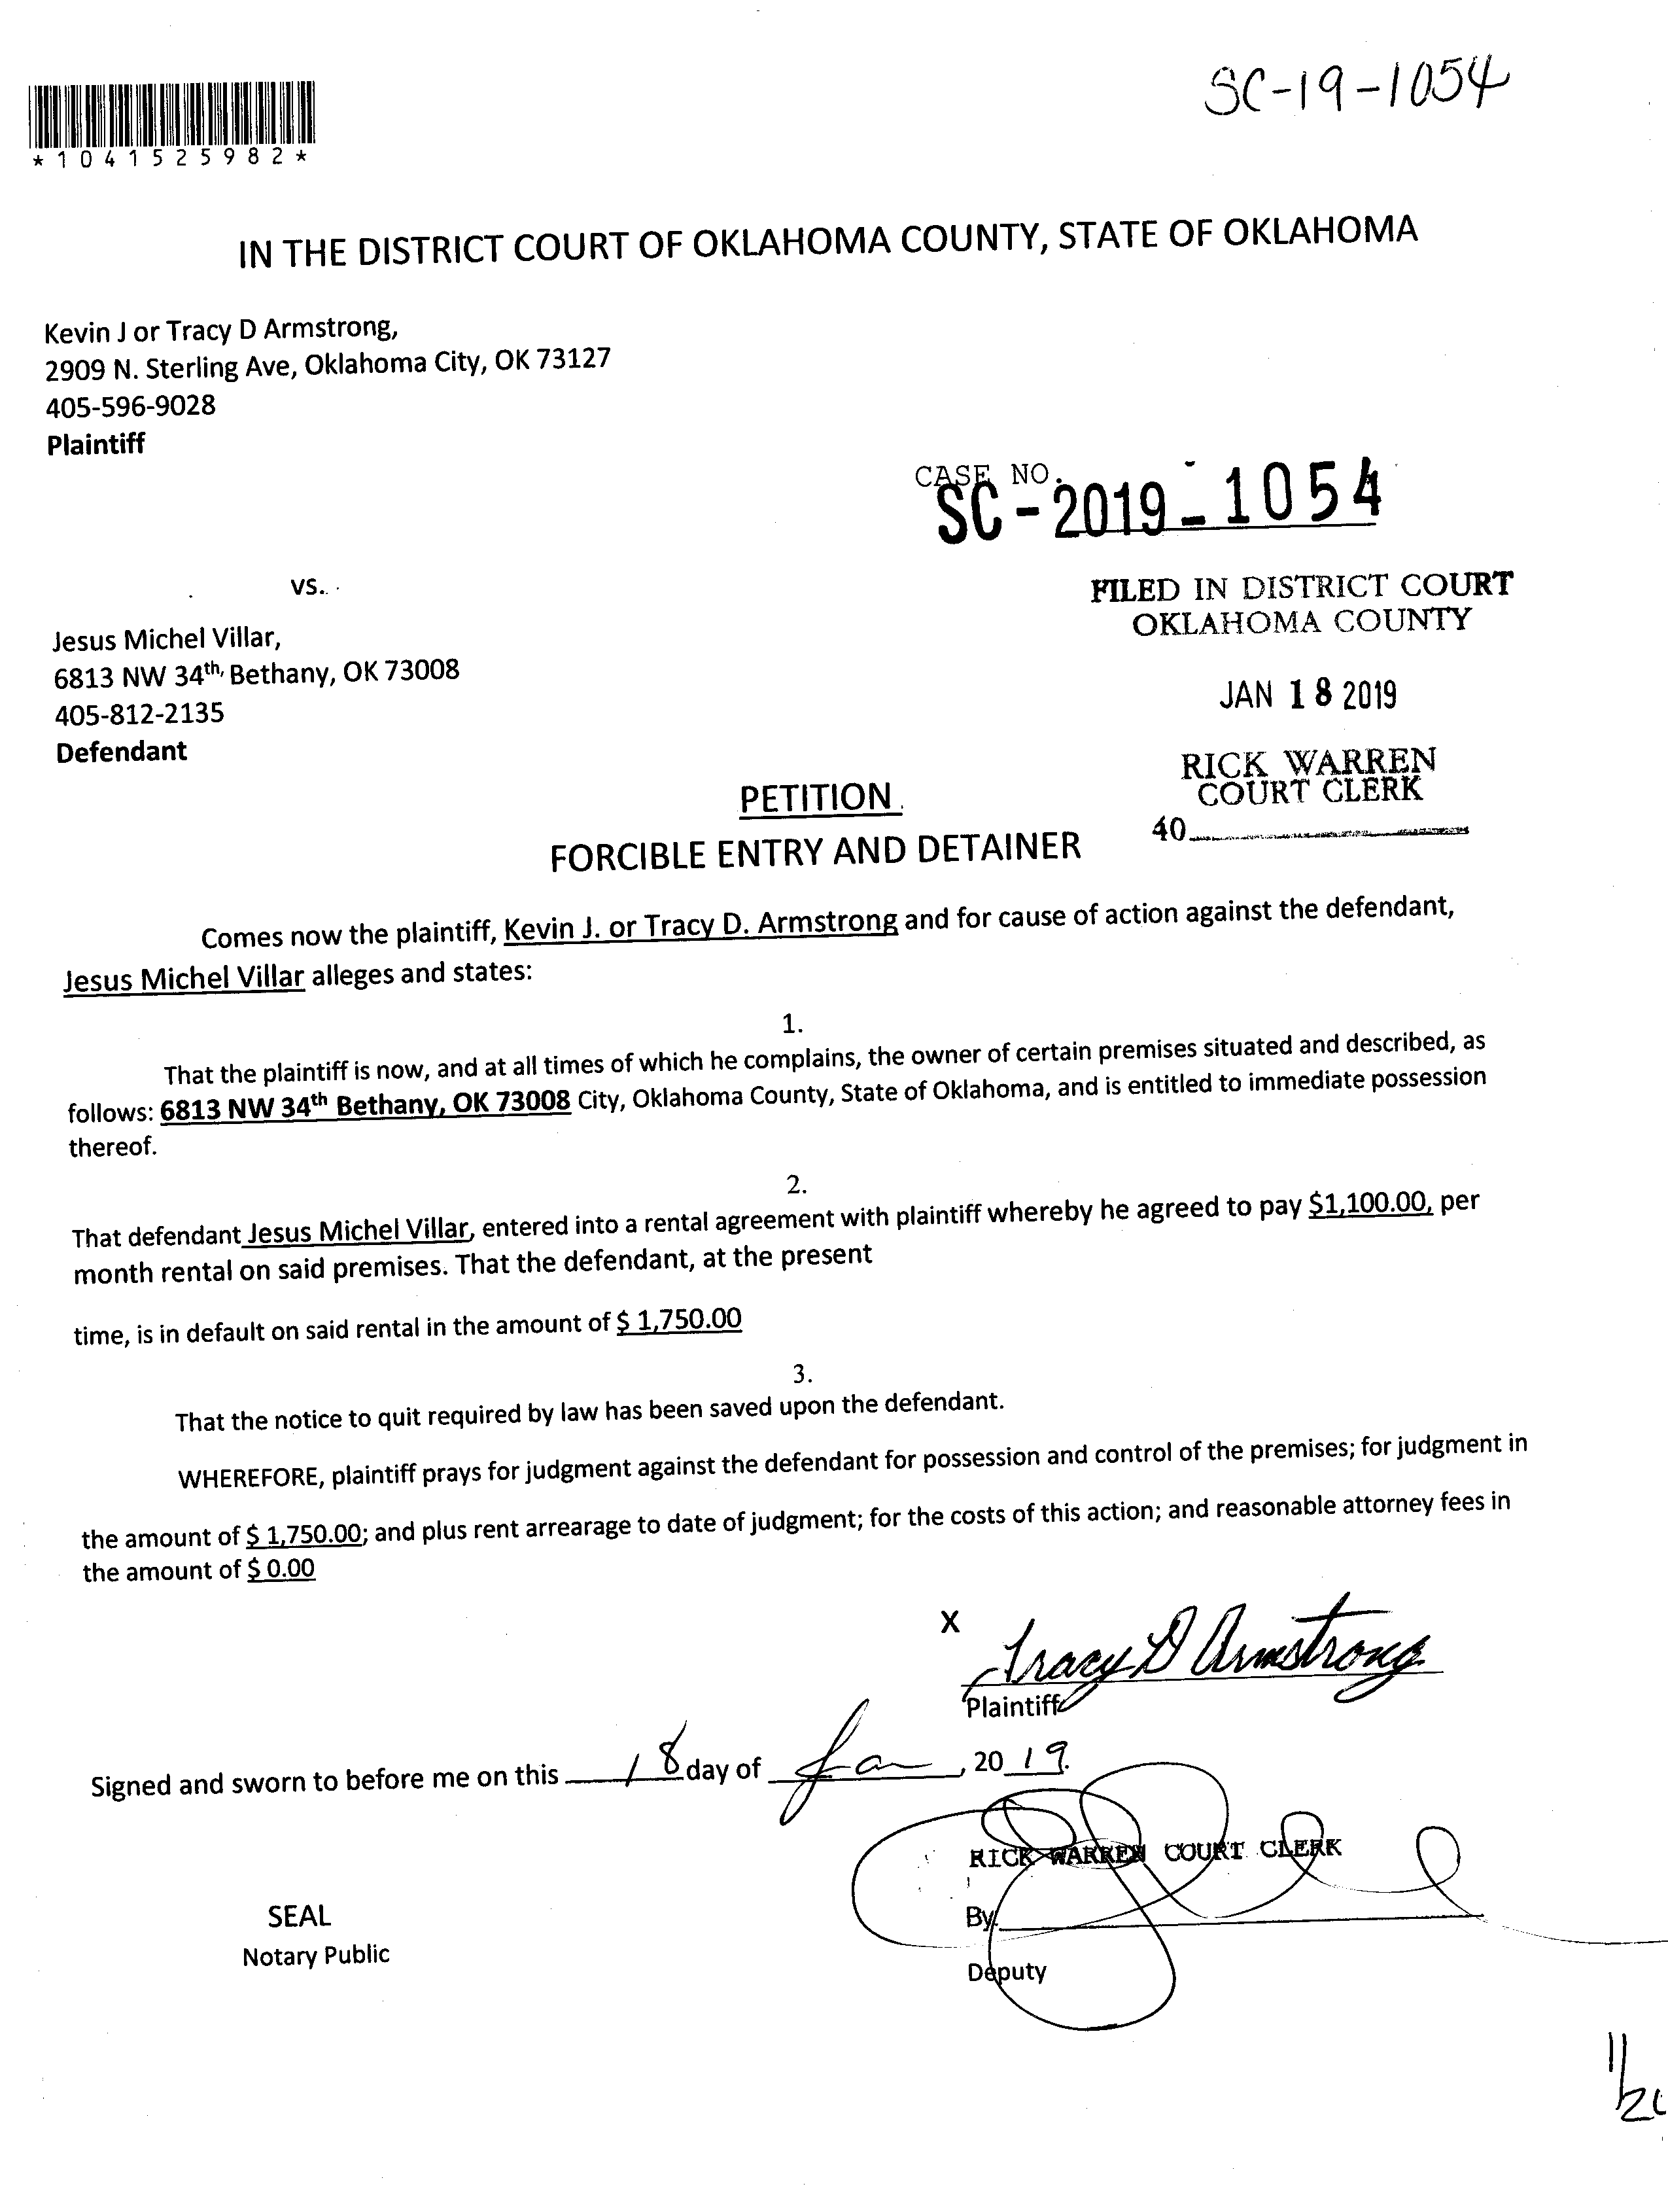 SC-19-1054
*1041525982*
IN THE DISTRICT COURT OF OKLAHOMA COUNTY, STATE OF OKLAHOMA
Kevin J or Tracy D Armstrong,
2909 N. Sterling Ave, Oklahoma City, OK 73127
405-596-9028
Plaintiff
CASE NO.
SC-2019-1054
vs.
FILED IN DISTRICT COURT
OKLAHOMA COUNTY
Jesus Michel Villar,
6813 NW 34th, Bethany, OK 73008
405-812-2135
Defendant
JAN 18 2019
RICK WARREN
COURT CLERK
40
PETITION
FORCIBLE ENTRY AND DETAINER
Comes now the plaintiff, Kevin J. or Tracy D. Armstrong and for cause of action against the defendant,
Jesus Michel Villar alleges and states:
1.
That the plaintiff is now, and at all times of which he complains, the owner of certain premises situated and described, as
follows: 6813 NW 34th Bethany, OK 73008 City, Oklahoma County, State of Oklahoma, and is entitled to immediate possession
thereof.
2.
That defendant Jesus Michel Villar, entered into a rental agreement with plaintiff whereby he agreed to pay $1,100.00, per
month rental on said premises. That the defendant, at the present
time, is in default on said rental in the amount of $ 1,750.00
3.
That the notice to quit required by law has been saved upon the defendant.
WHEREFORE, plaintiff prays for judgment against the defendant for possession and control of the premises; for judgment in
the amount of $ 1,750.00; and plus rent arrearage to date of judgment; for the costs of this action; and reasonable attorney fees in
the amount of $ 0.00
X Tracy D Armstrong
Plaintiff
Signed and sworn to before me on this 18 day of Jan, 2019.
RICK WARREN COURT CLERK
By
Deputy
SEAL
Notary Public